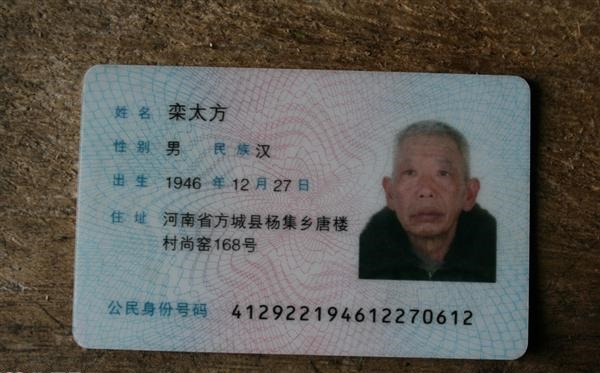 姓名 栾太方
性别 男 民族 汉
出生 1946 年 12 月 27 日
住址 河南省方城县杨集乡唐楼
村尚窑168号
公民身份号码 412922194612270612